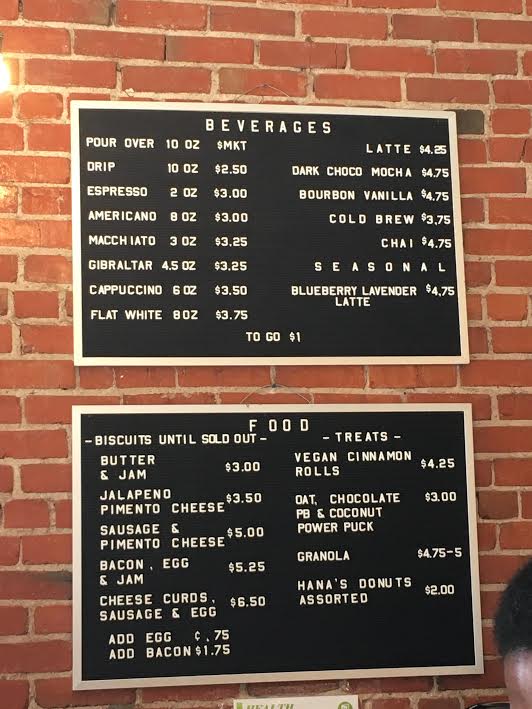 BEVERAGES
POUR OVER 10 OZ $MKT
DRIP 10 OZ $2.50
ESPRESSO 2 OZ $3.00
AMERICANO 8 OZ $3.00
MACCHIATO 3 OZ $3.25
GIBRALTAR 4.5 OZ $3.25
CAPPUCCINO 6 OZ $3.50
FLAT WHITE 8 OZ $3.75
LATTE $4.25
DARK CHOCO MOCHA $4.75
BOURBON VANILLA $4.75
COLD BREW $3.75
CHAI $4.75
SEASONAL
BLUEBERRY LAVENDER $4.75
LATTE
TO GO $1
FOOD
-BISCUITS UNTIL SOLD OUT-
BUTTER
& JAM $3.00
JALAPENO
PIMENTO CHEESE $3.50
SAUSAGE &
PIMENTO CHEESE $5.00
BACON, EGG
& JAM $5.25
CHEESE CURDS,
SAUSAGE & EGG $6.50
ADD EGG ¢.75
ADD BACON $1.75
-TREATS-
VEGAN CINNAMON
ROLLS $4.25
OAT, CHOCOLATE $3.00
PB & COCONUT
POWER PUCK
GRANOLA $4.75-5
HANA'S DONUTS
ASSORTED $2.00
HEALTH